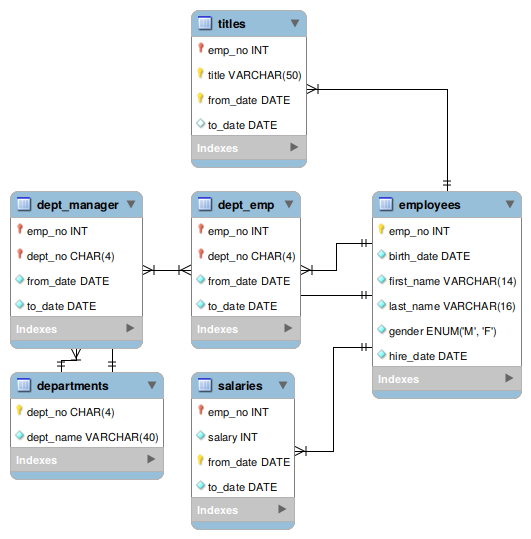 titles
emp_no INT
title VARCHAR(50)
from_date DATE
to_date DATE
Indexes
dept_manager
emp_no INT
dept_no CHAR(4)
from_date DATE
to_date DATE
Indexes
dept_emp
emp_no INT
dept_no CHAR(4)
from_date DATE
to_date DATE
Indexes
employees
emp_no INT
birth_date DATE
first_name VARCHAR(14)
last_name VARCHAR(16)
gender ENUM('M', 'F')
hire_date DATE
Indexes
departments
dept_no CHAR(4)
dept_name VARCHAR(40)
Indexes
salaries
emp_no INT
salary INT
from_date DATE
to_date DATE
Indexes